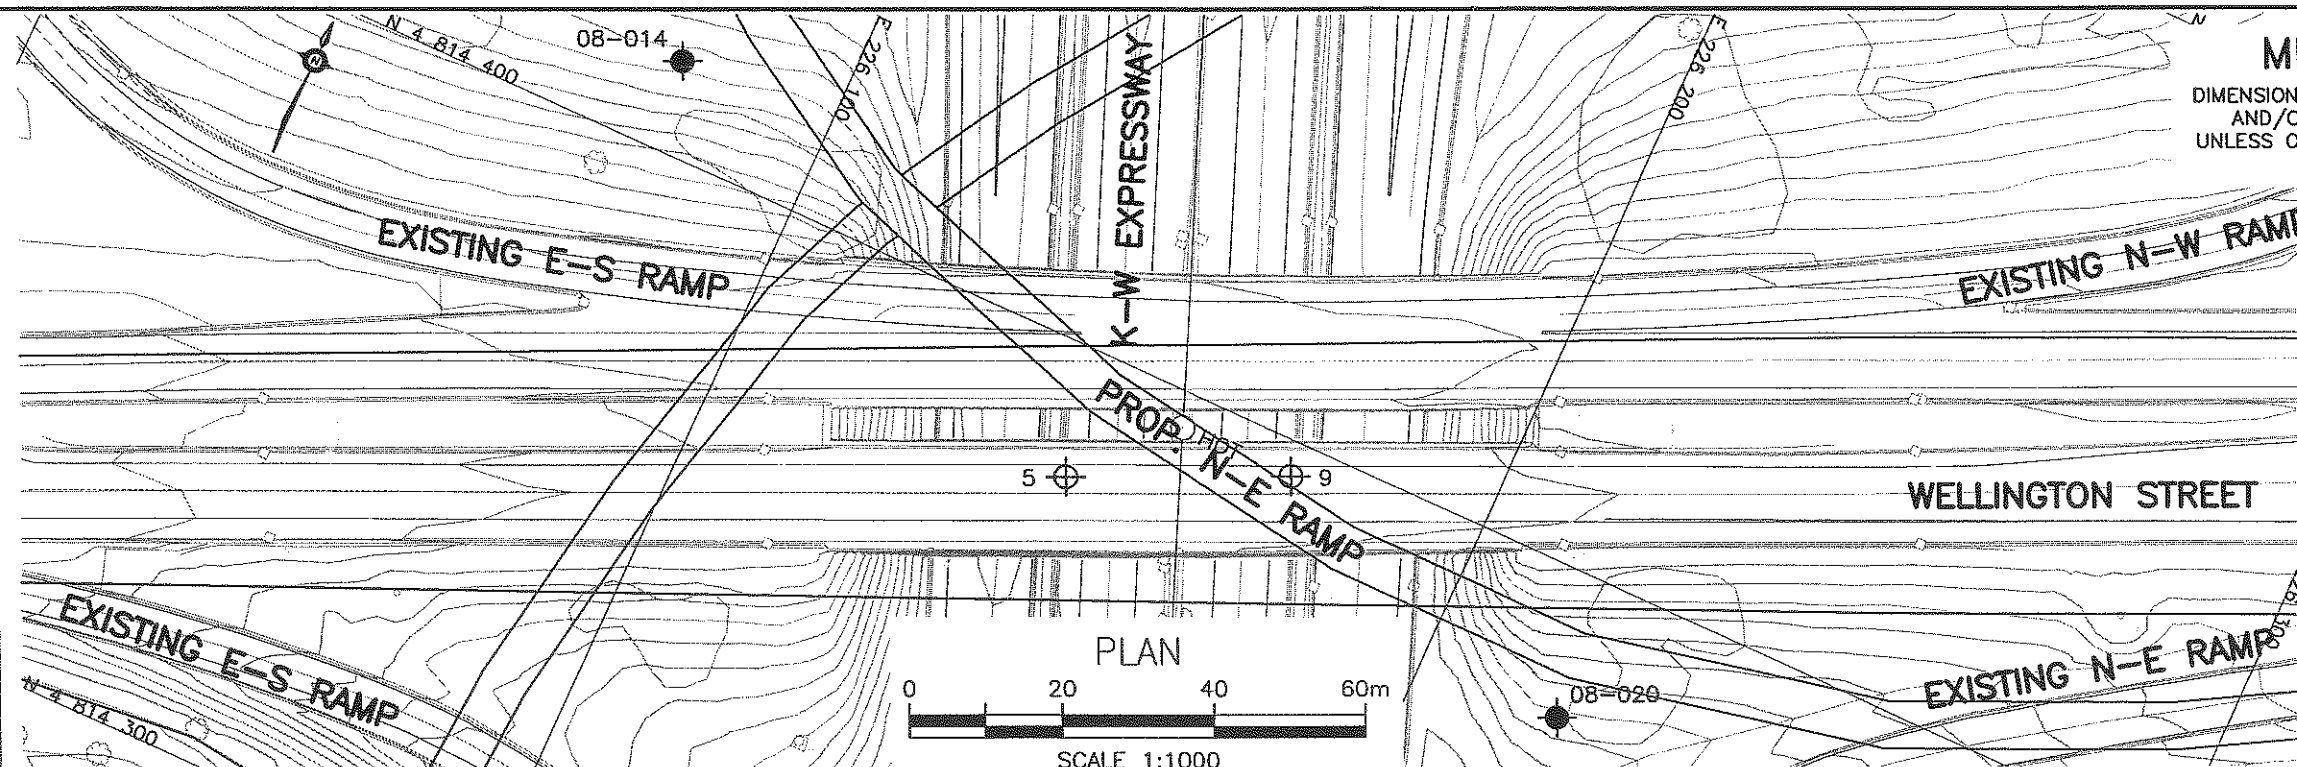 N 4 814 400
08-014
E 226 100
K-W EXPRESSWAY
E 226 200
N
DIMENSION
AND/O
UNLESS O
EXISTING E-S RAMP
EXISTING N-W RAMP
PROP. N-E RAMP
5
9
WELLINGTON STREET
EXISTING E-S RAMP
PLAN
0 20 40 60m
SCALE 1:1000
08-020
EXISTING N-E RAMP
N 4 814 300